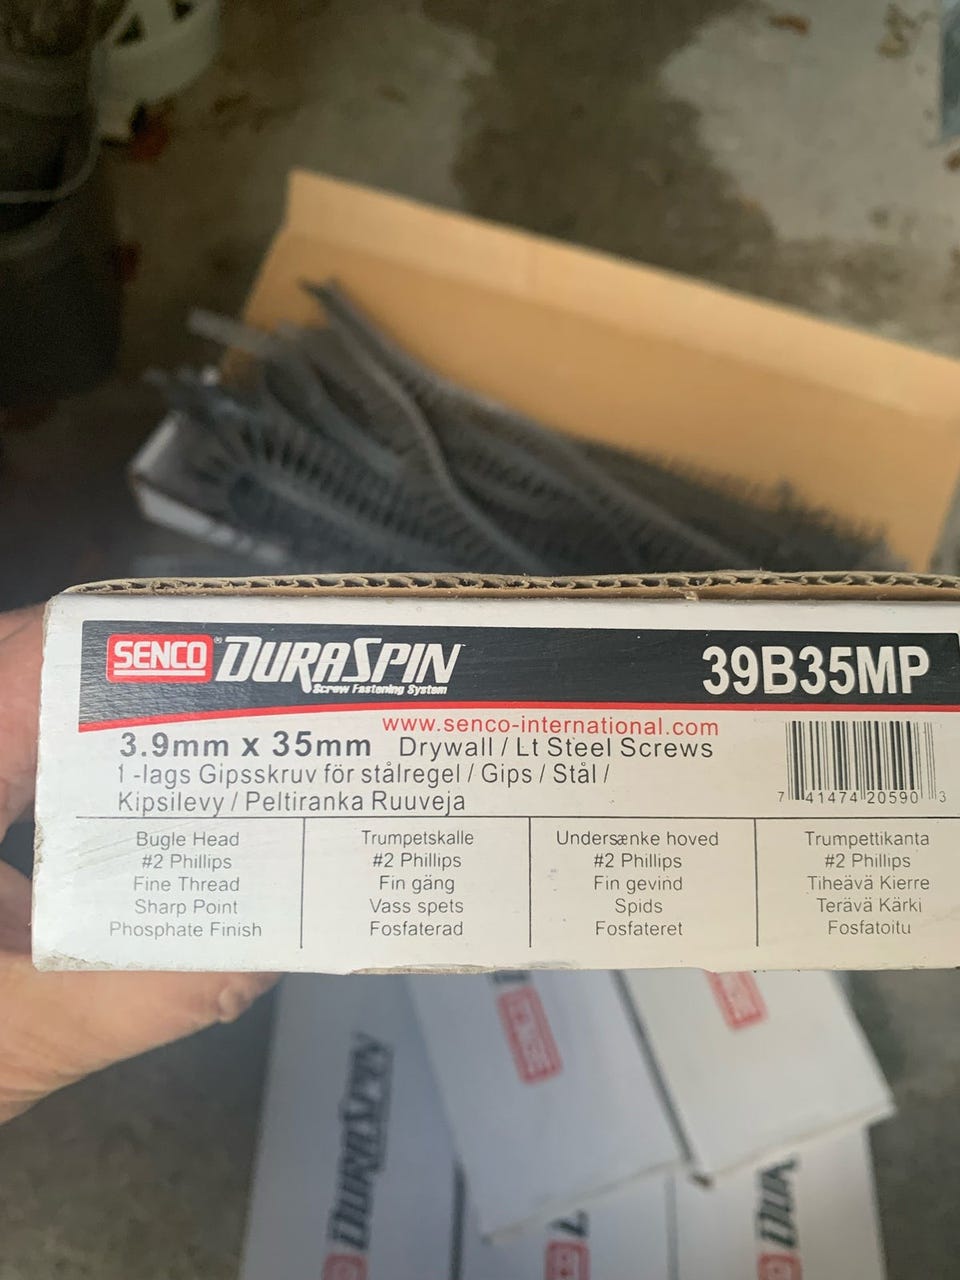 SENCO® DURASPIN
Screw Fastening System
39B35MP
www.senco-international.com
3.9mm x 35mm Drywall / Lt Steel Screws
1 -lags Gipsskruv för stålregel / Gips / Stål /
Kipsilevy / Peltiranka Ruuveja
7 41474 20590 3
Bugle Head
#2 Phillips
Fine Thread
Sharp Point
Phosphate Finish
Trumpetskalle
#2 Phillips
Fin gäng
Vass spets
Fosfaterad
Undersænke hoved
#2 Phillips
Fin gevind
Spids
Fosfateret
Trumpettikanta
#2 Phillips
Tiheävä Kierre
Terävä Kärki
Fosfatoitu
SENCO
SENCO
DURASPIN